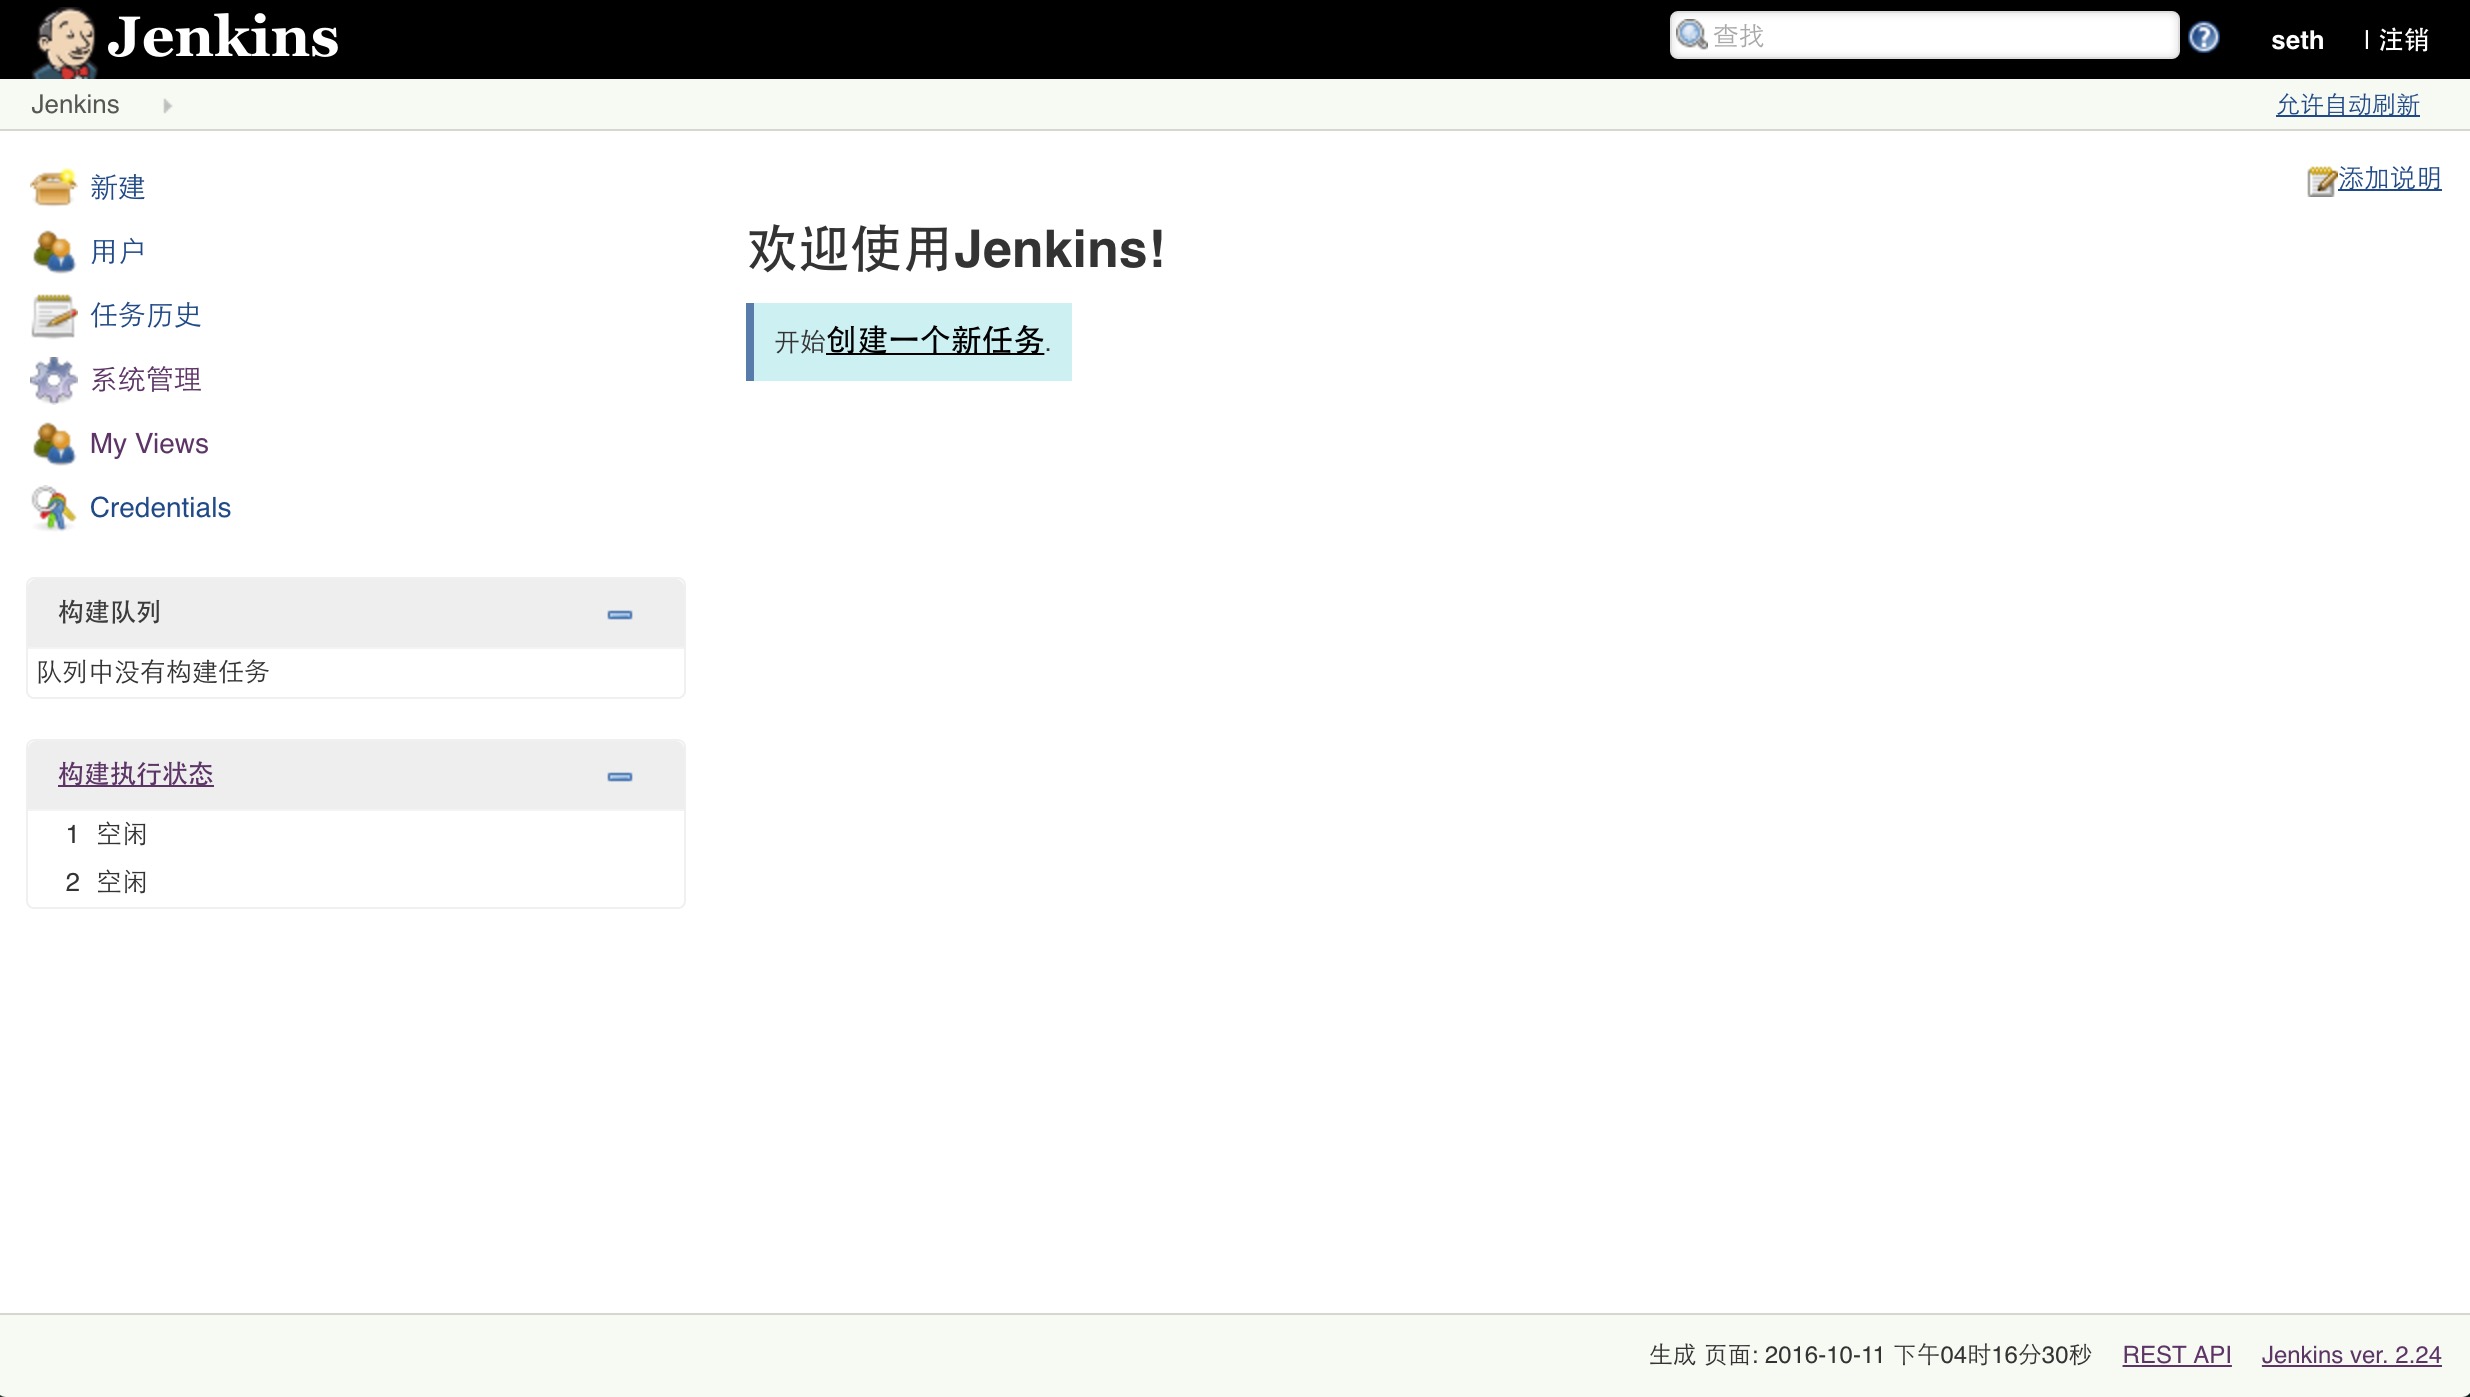 Jenkins
查找
seth
| 注销
Jenkins
允许自动刷新
新建
用户
任务历史
系统管理
My Views
Credentials
构建队列
队列中没有构建任务
构建执行状态
1 空闲
2 空闲
添加说明
欢迎使用Jenkins!
开始创建一个新任务.
生成 页面: 2016-10-11 下午04时16分30秒 REST API Jenkins ver. 2.24